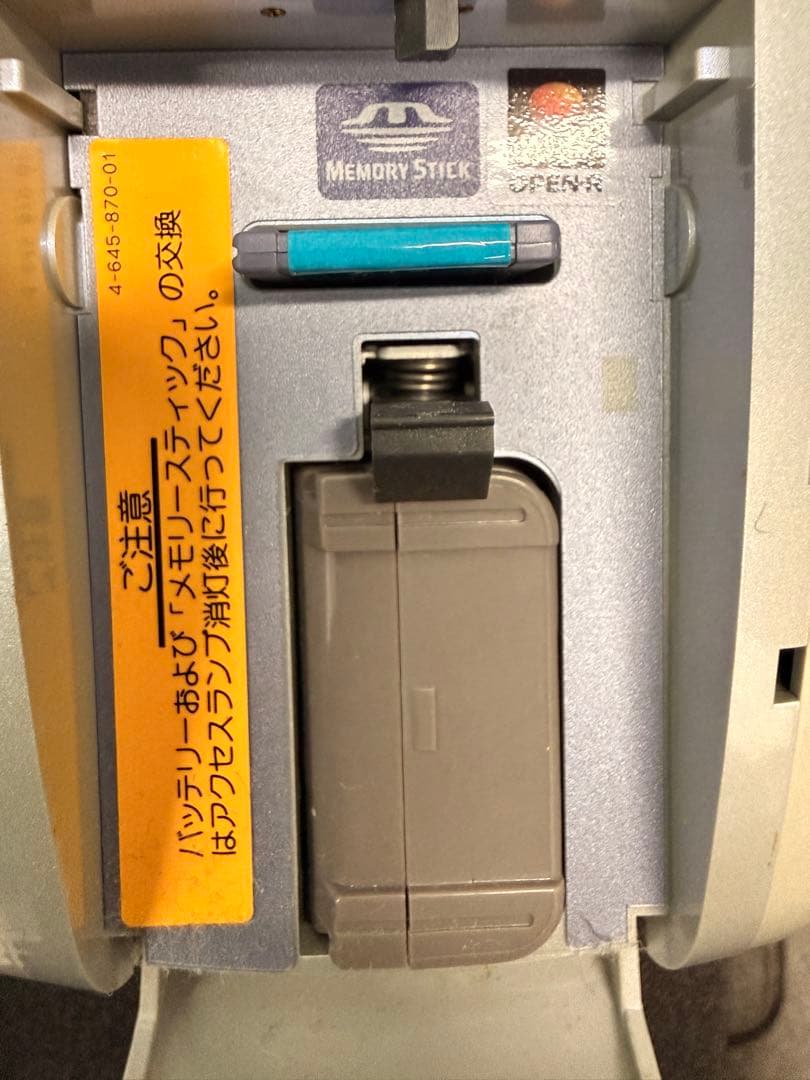 MEMORY STICK
OPEN-R
4-645-870-01
ご注意
バッテリーおよび「メモリースティック」の交換
はアクセスランプ消灯後に行ってください。